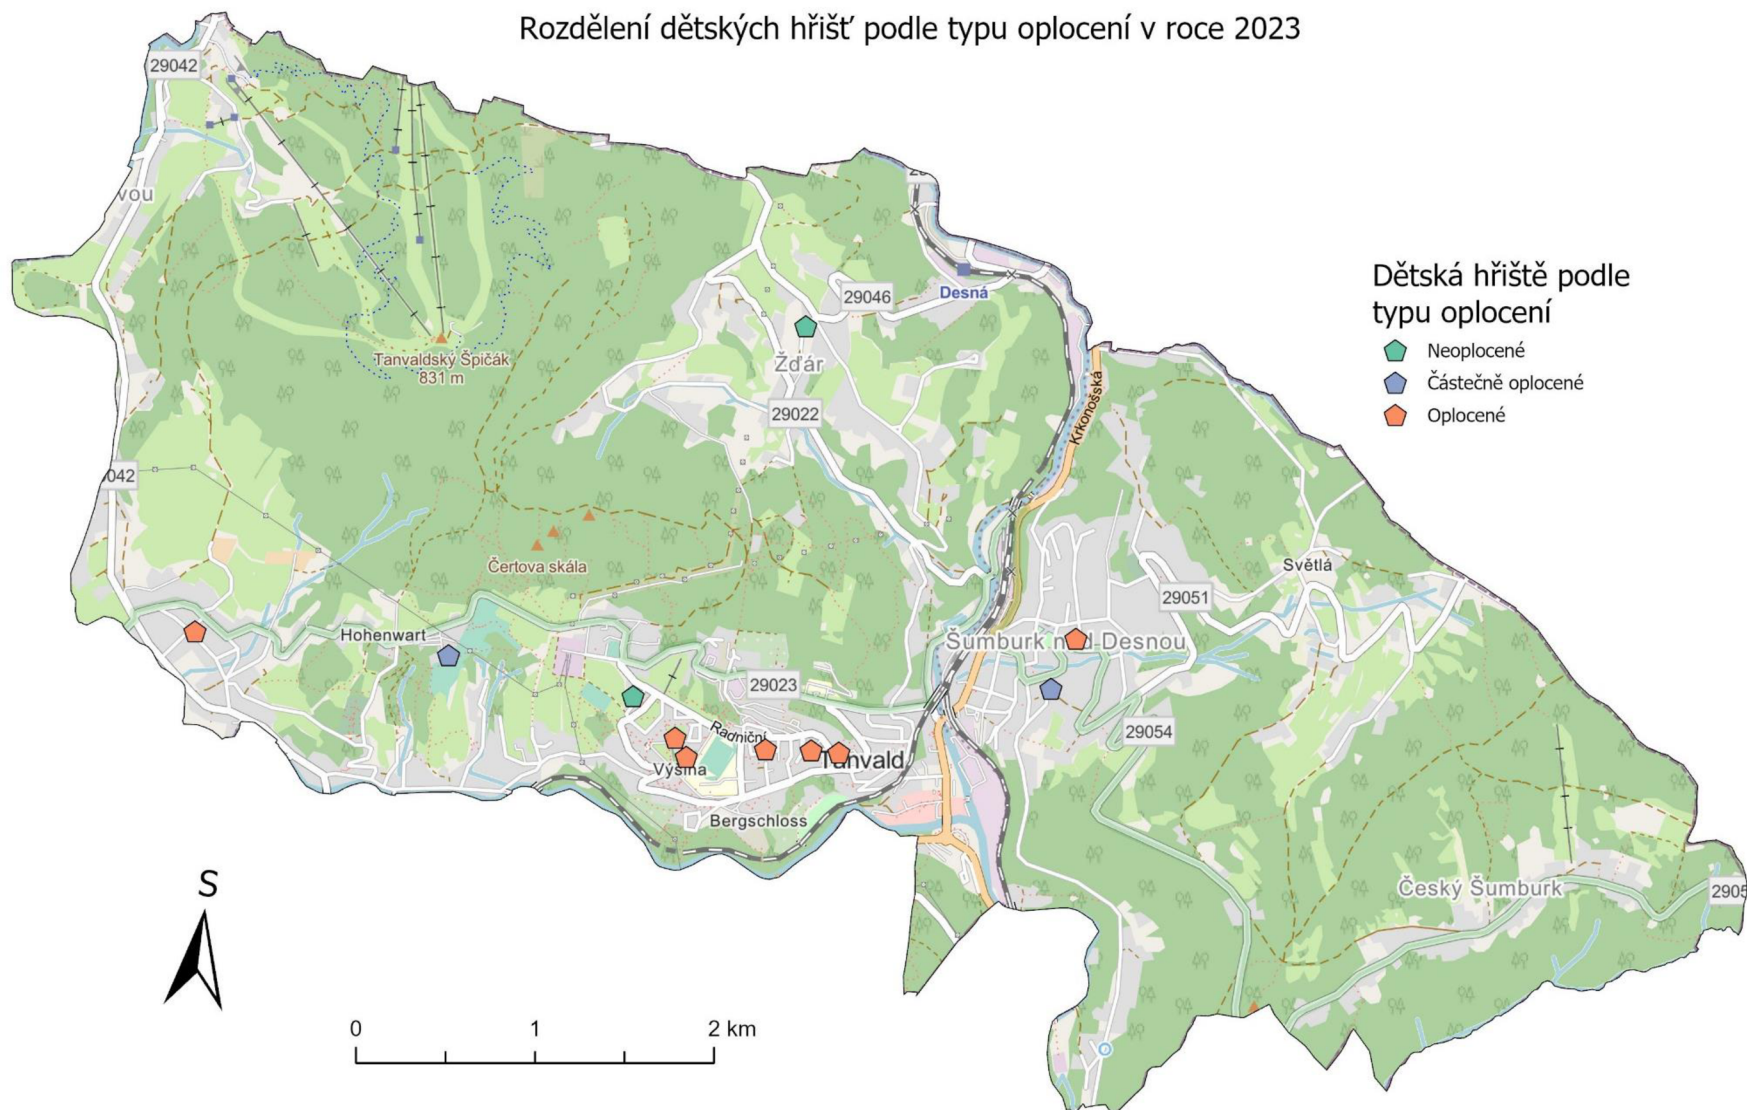 Rozdělení dětských hřišť podle typu oplocení v roce 2023
29042
vou
Desná
29046
Dětská hřiště podle
typu oplocení
Neoplocené
Částečně oplocené
Oplocené
Tanvaldský Špičák
831 m
Žďár
29022
Krkonošská
042
Čertova skála
Světlá
29051
Hohenwart
Šumburk nad Desnou
29023
29054
Radniční
Výšina
Tanvald
Bergschloss
Český Šumburk
2905
S
0 1 2 km